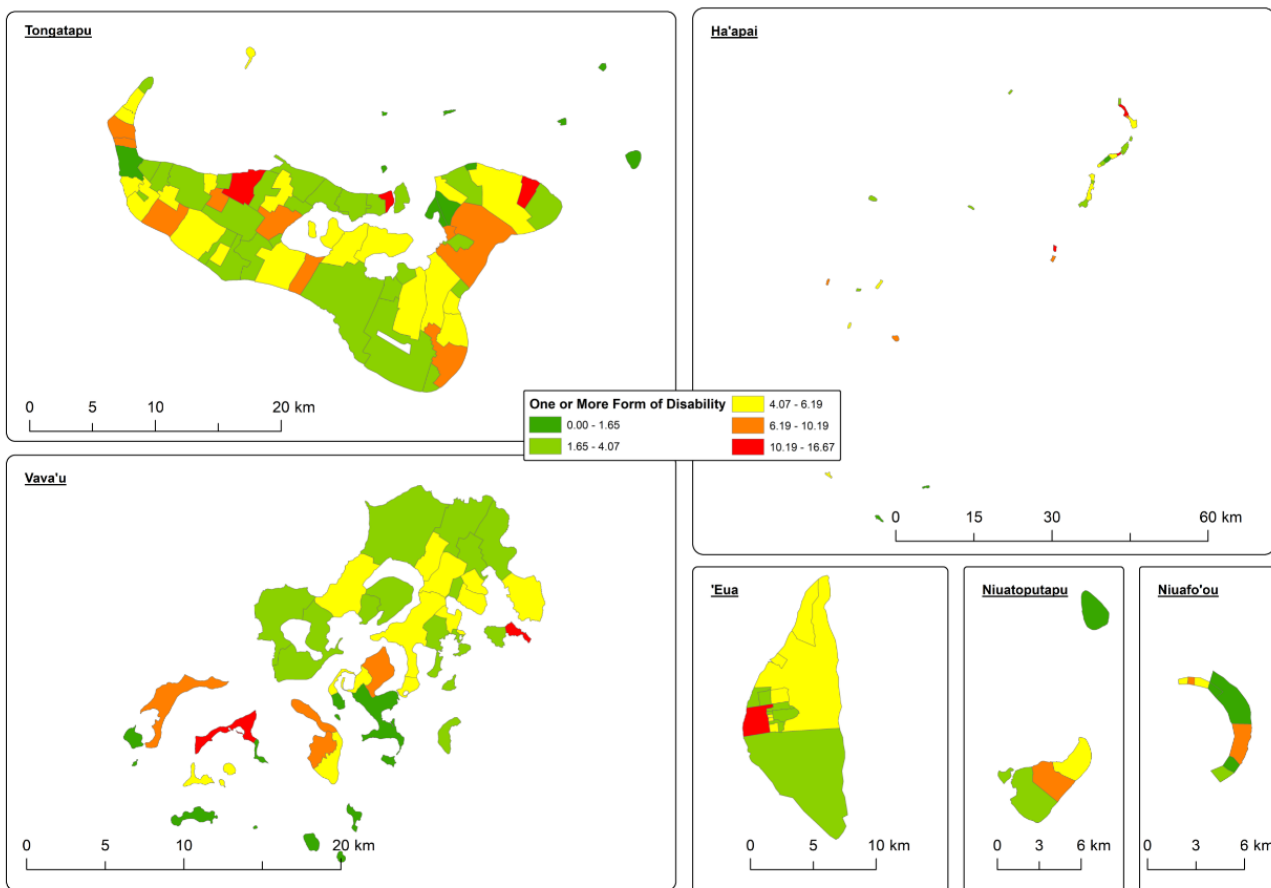 Tongatapu
0 5 10 20 km
Ha'apai
0 15 30 60 km
One or More Form of Disability
0.00 - 1.65
1.65 - 4.07
4.07 - 6.19
6.19 - 10.19
10.19 - 16.67
Vava'u
0 5 10 20 km
'Eua
0 5 10 km
Niuatoputapu
0 3 6 km
Niuafo'ou
0 3 6 km